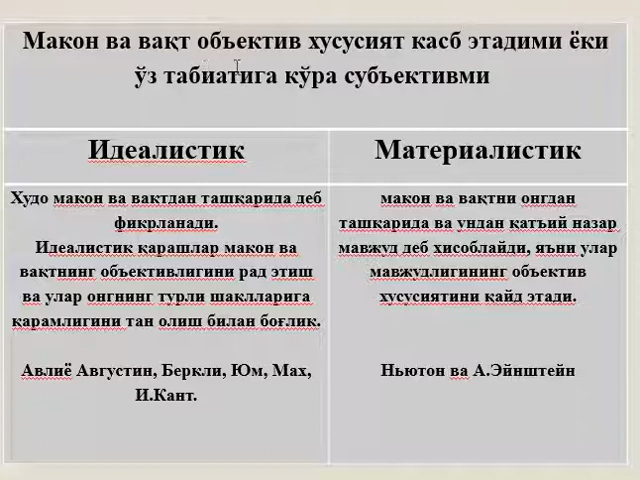 Макон ва вақт объектив хусусият касб этадими ёки
ўз табиатига кўра субъективми
Идеалистик
Материалистик
Худо макон ва вақтдан ташқарида деб
фикрланади.
Идеалистик қарашлар макон ва
вақтнинг объективлигини рад этиш
ва улар онгнинг турли шаклларига
қарамлигини тан олиш билан боғлиқ.
Авлиё Августин, Беркли, Юм, Мах,
И.Кант.
макон ва вақтни онгдан
ташқарида ва ундан қатъий назар
мавжуд деб хисоблайди, яъни улар
мавжудлигининг объектив
хусусиятини қайд этади.
Ньютон ва А.Эйнштейн